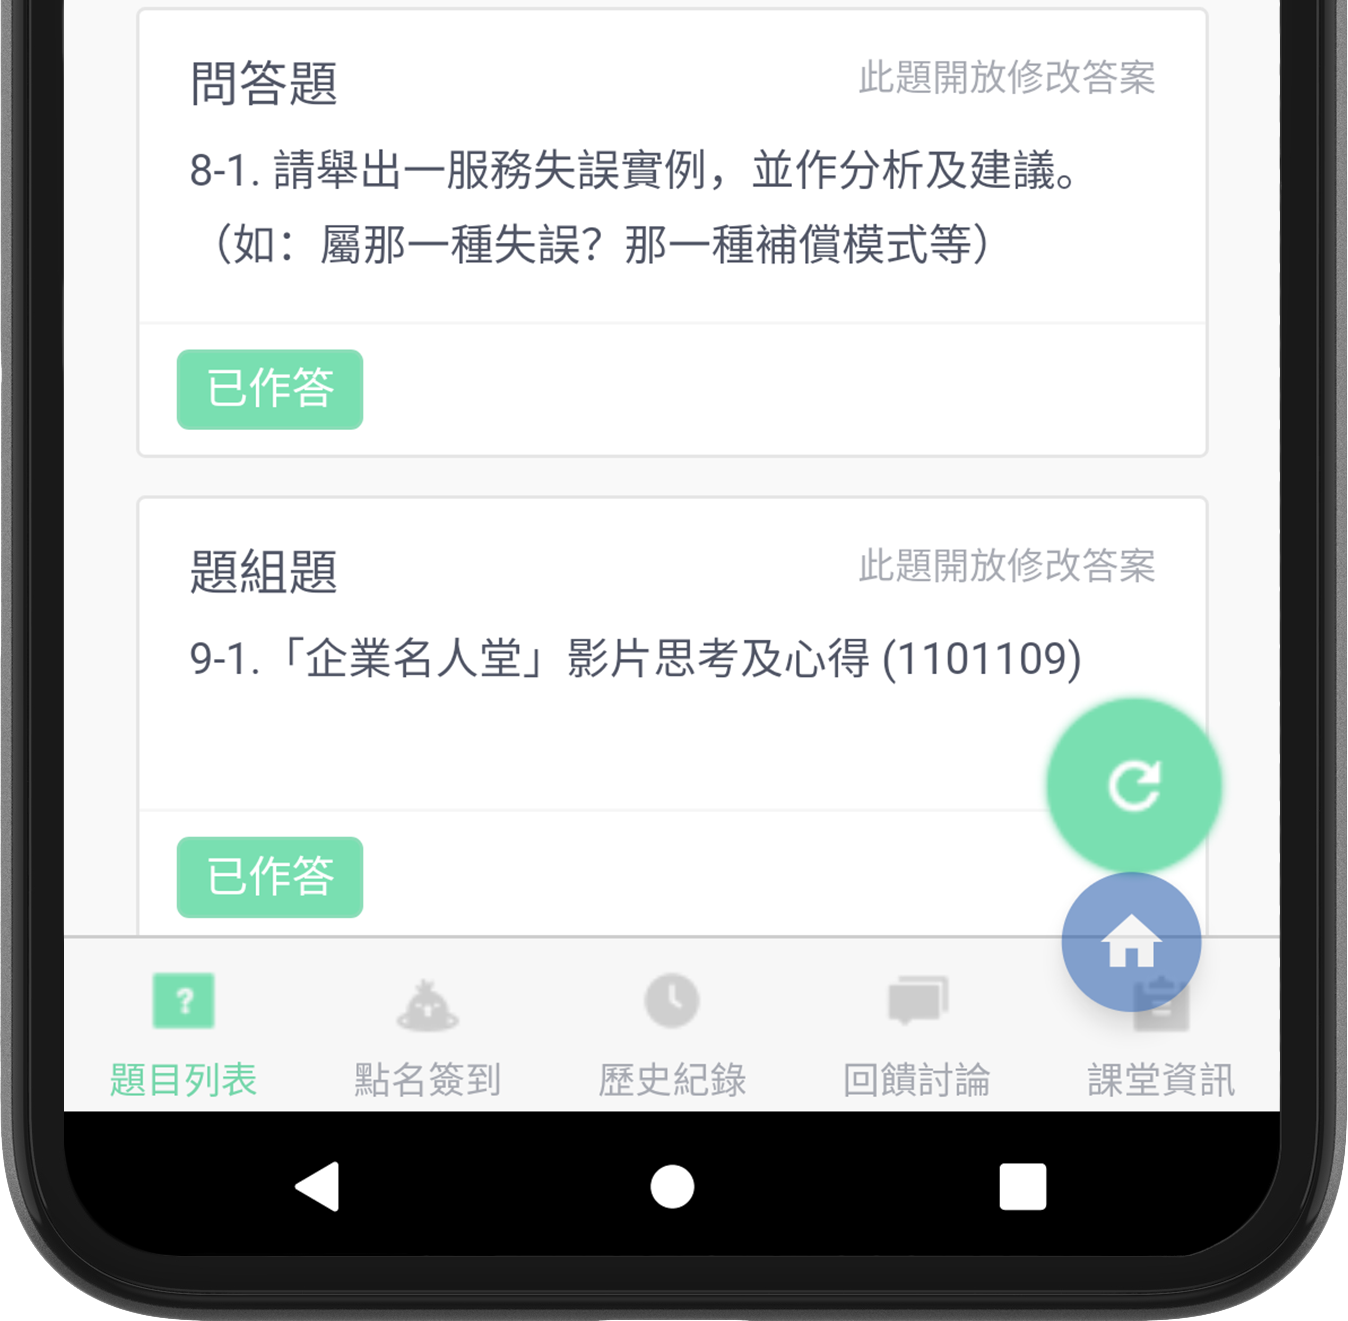 問答題
此題開放修改答案
8-1. 請舉出一服務失誤實例，並作分析及建議。
（如：屬那一種失誤？那一種補償模式等）
已作答
題組題
此題開放修改答案
9-1.「企業名人堂」影片思考及心得 (1101109)
已作答
題目列表
點名簽到
歷史紀錄
回饋討論
課堂資訊